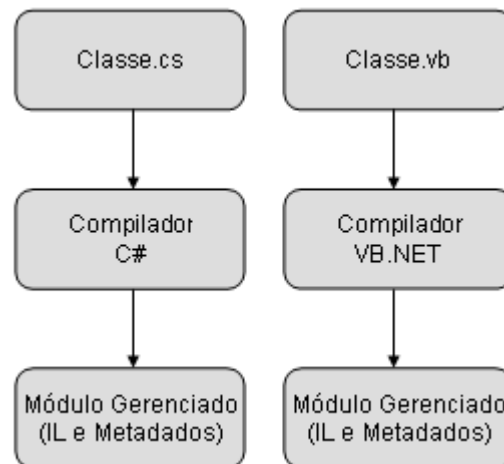 Classe.cs
Classe.vb
Compilador
C#
Compilador
VB.NET
Módulo Gerenciado
(IL e Metadados)
Módulo Gerenciado
(IL e Metadados)